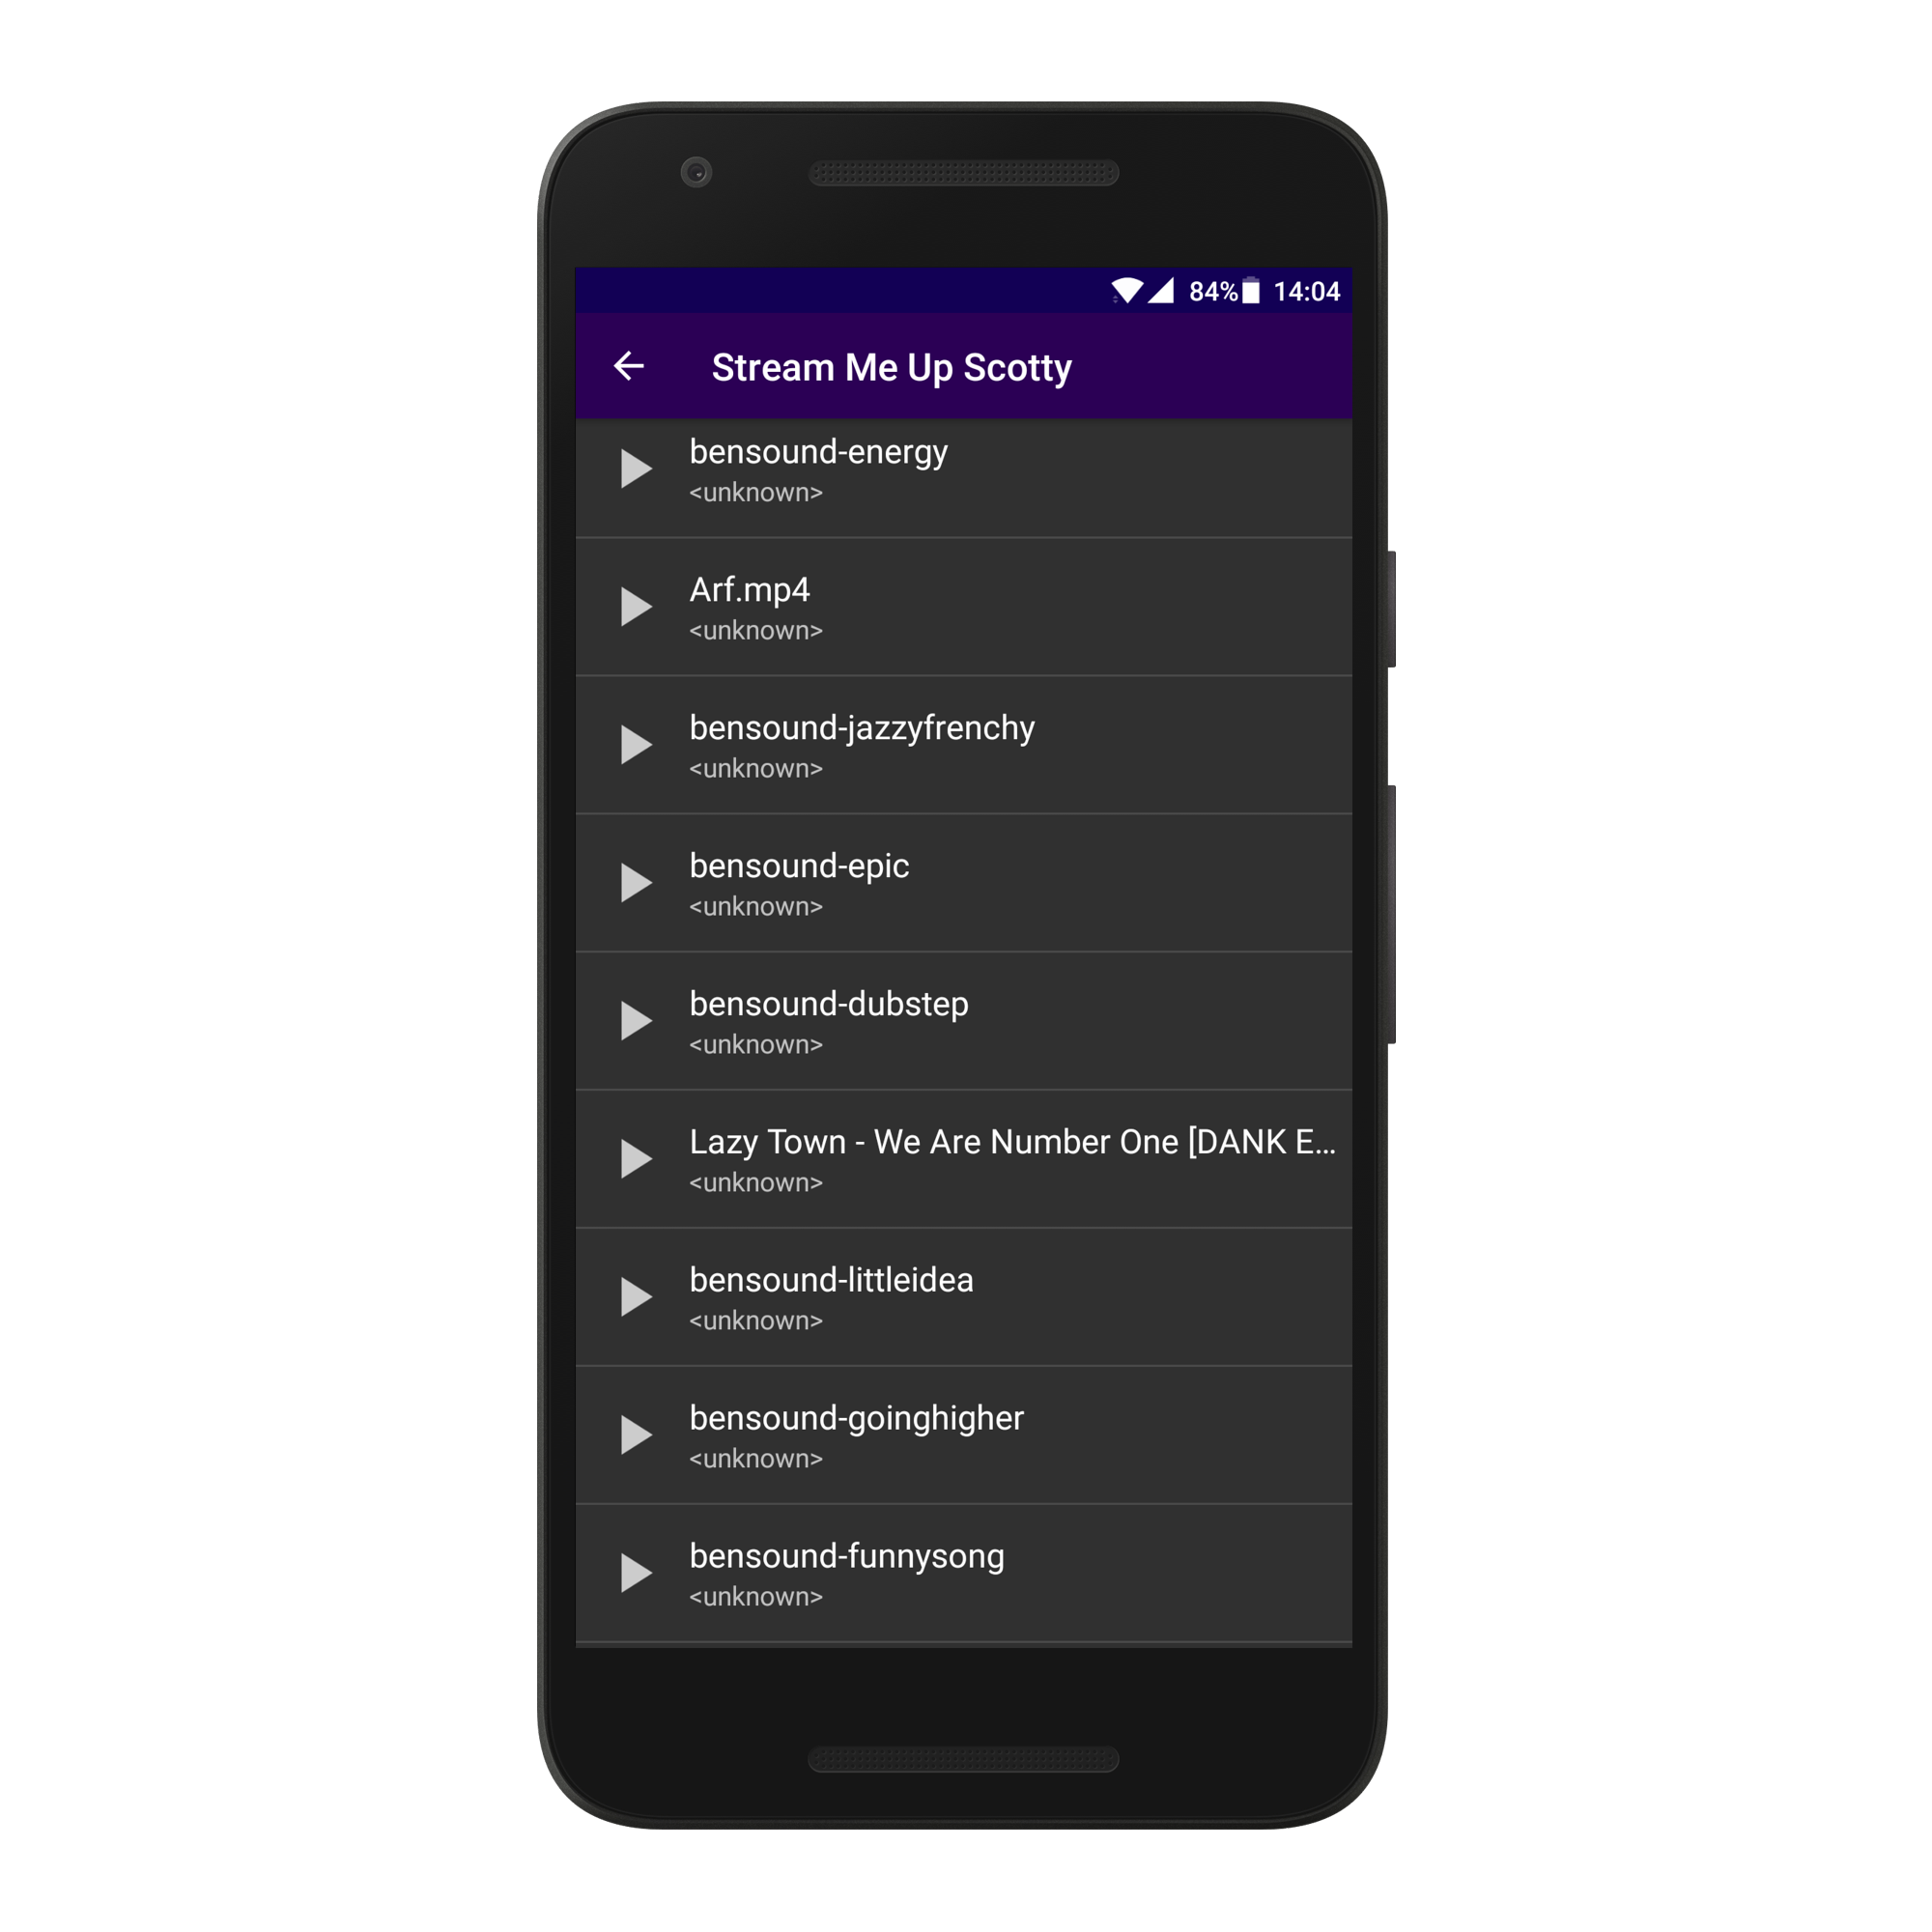 84% 14:04
Stream Me Up Scotty
bensound-energy
<unknown>
Arf.mp4
<unknown>
bensound-jazzyfrenchy
<unknown>
bensound-epic
<unknown>
bensound-dubstep
<unknown>
Lazy Town - We Are Number One [DANK E...
<unknown>
bensound-littleidea
<unknown>
bensound-goinghigher
<unknown>
bensound-funnysong
<unknown>